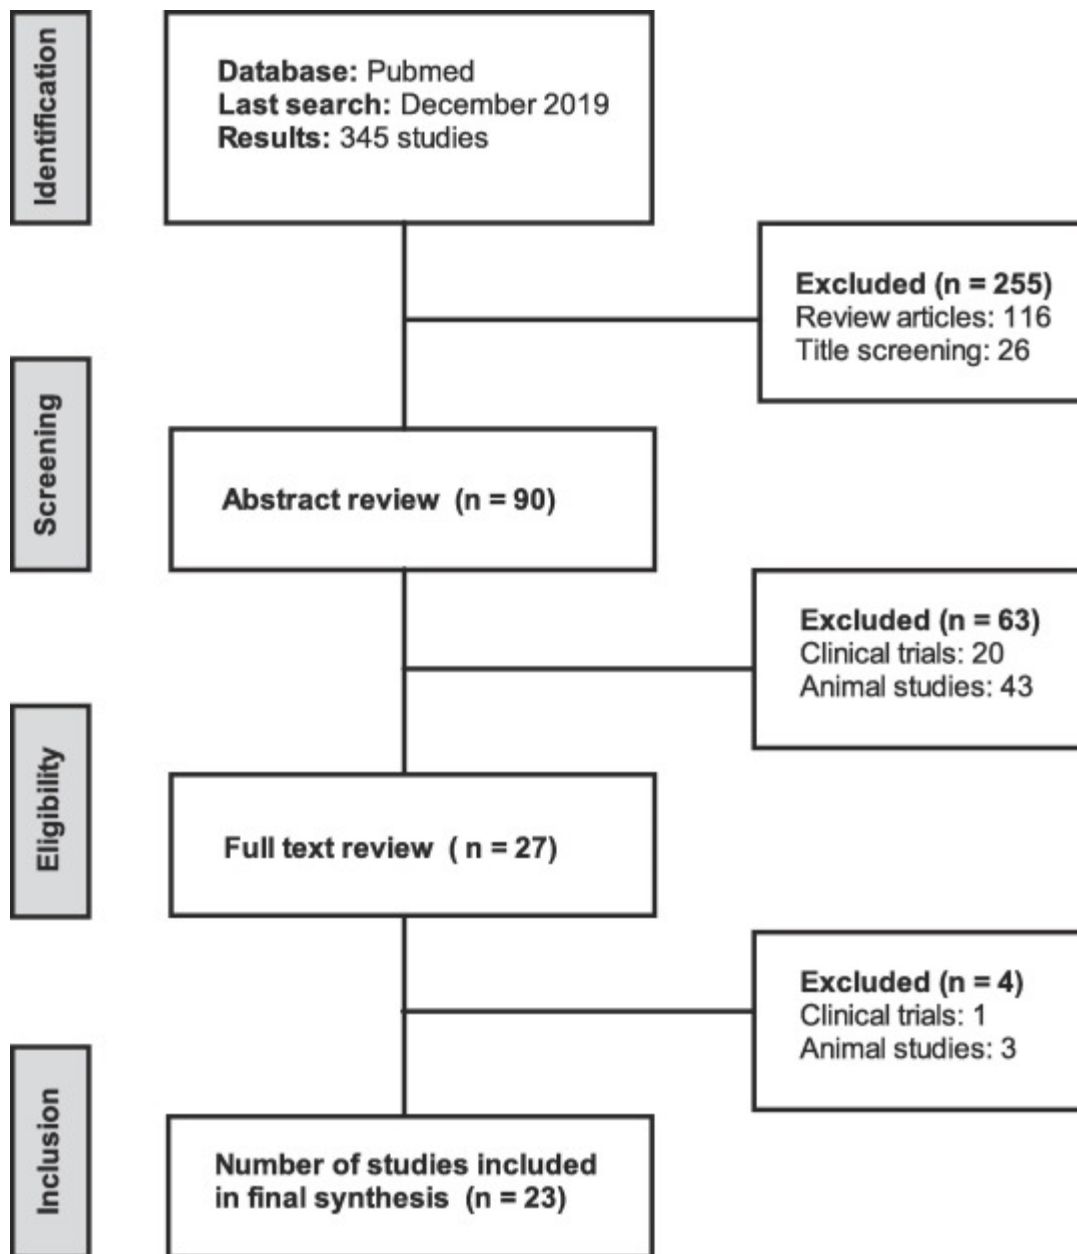 Identification
Database: Pubmed
Last search: December 2019
Results: 345 studies
Excluded (n = 255)
Review articles: 116
Title screening: 26
Screening
Abstract review (n = 90)
Excluded (n = 63)
Clinical trials: 20
Animal studies: 43
Eligibility
Full text review ( n = 27)
Excluded (n = 4)
Clinical trials: 1
Animal studies: 3
Inclusion
Number of studies included
in final synthesis (n = 23)